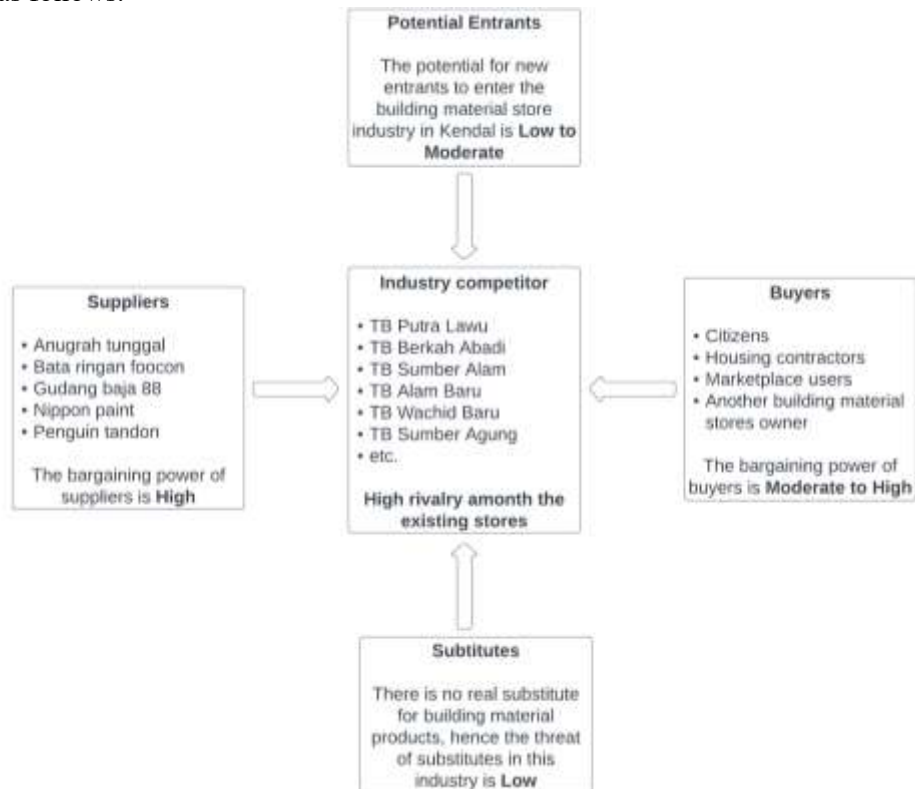 as follows:
Potential Entrants
The potential for new
entrants to enter the
building material store
industry in Kendal is Low to
Moderate
Suppliers
• Anugrah tunggal
• Bata ringan foocon
• Gudang baja 88
• Nippon paint
• Penguin tandon
The bargaining power of
suppliers is High
Industry competitor
• TB Putra Lawu
• TB Berkah Abadi
• TB Sumber Alam
• TB Alam Baru
• TB Wachid Baru
• TB Sumber Agung
• etc.
High rivalry amonth the
existing stores
Buyers
• Citizens
• Housing contractors
• Marketplace users
• Another building material
stores owner
The bargaining power of
buyers is Moderate to High
Subtitutes
There is no real substitute
for building material
products, hence the threat
of substitutes in this
industry is Low